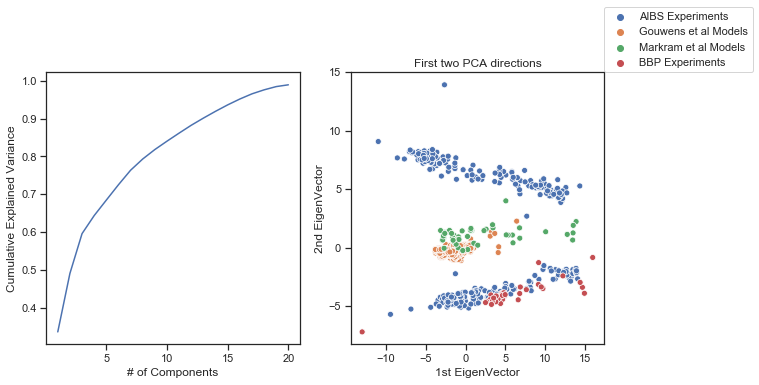 AIBS Experiments
Gouwens et al Models
Markram et al Models
BBP Experiments
First two PCA directions
Cumulative Explained Variance
1.0
0.9
0.8
0.7
0.6
0.5
0.4
5
10
15
20
# of Components
2nd EigenVector
15
10
5
0
−5
−10
−5
0
5
10
15
1st EigenVector